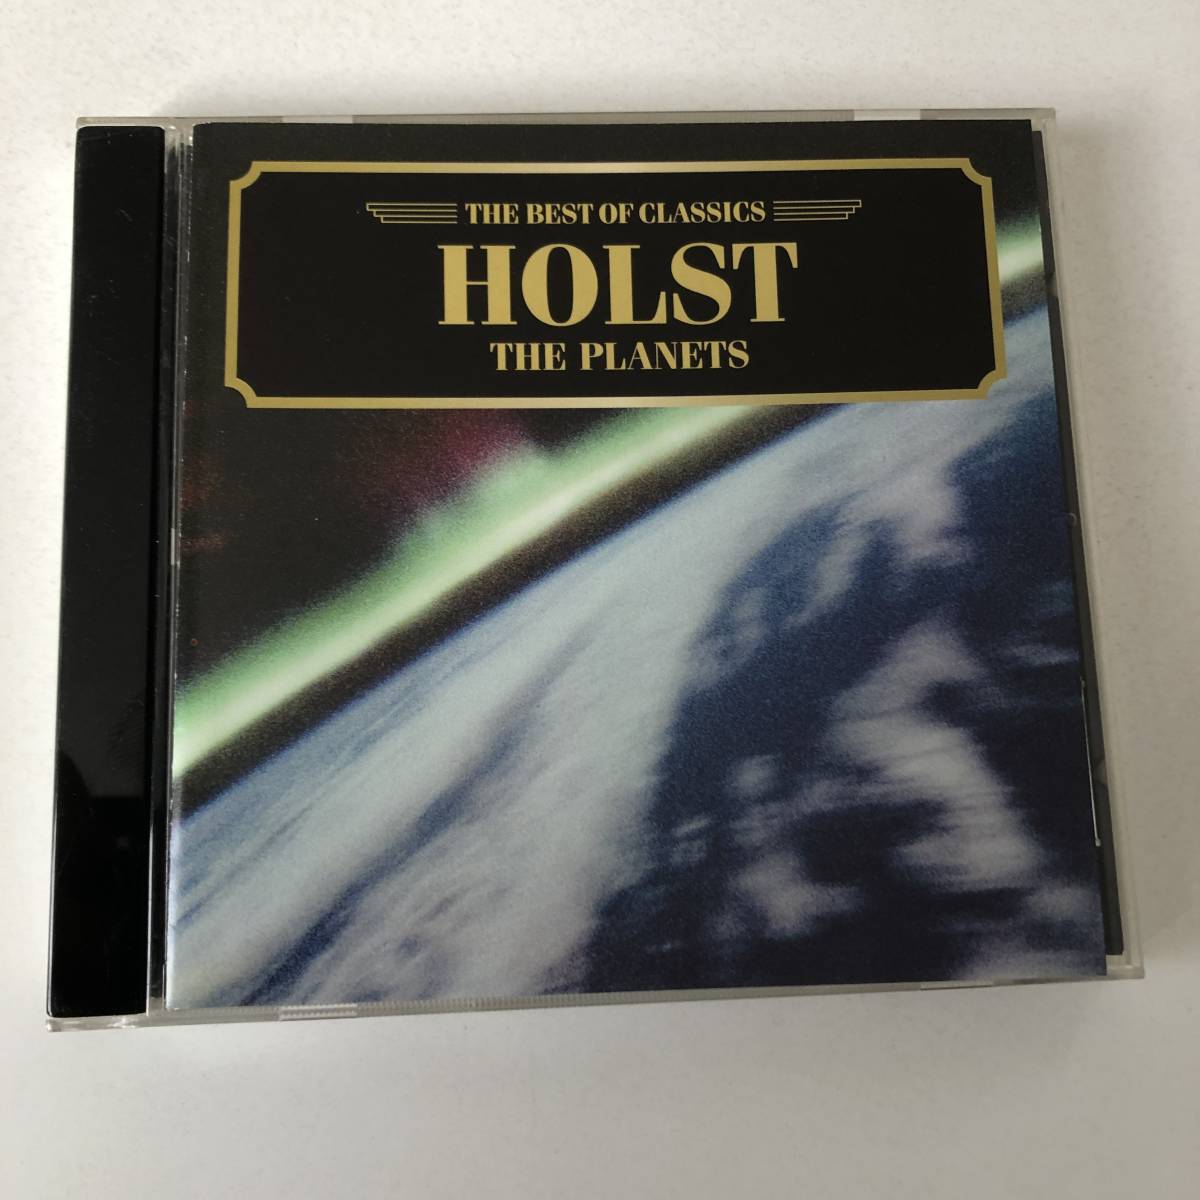 THE BEST OF CLASSICS
HOLST
THE PLANETS